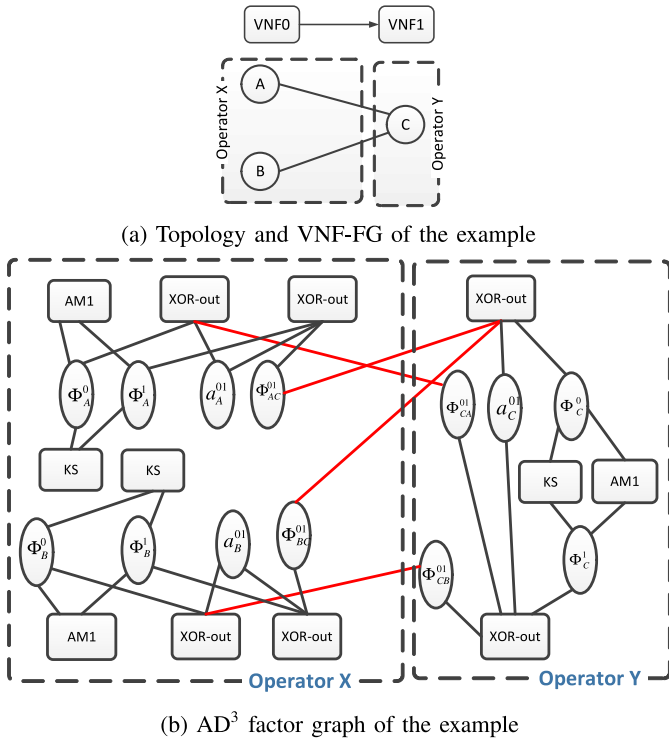 VNF0 VNF1
Operator X
A
B
C
Operator Y
(a) Topology and VNF-FG of the example
AM1 XOR-out XOR-out XOR-out
Φ_A^0 Φ_A^1 a_A^01 Φ_AC^01 Φ_CA^01 a_C^01 Φ_C^0
KS KS KS AM1
Φ_B^0 Φ_B^1 a_B^01 Φ_BC^01 Φ_CB^01 Φ_C^1
AM1 XOR-out XOR-out XOR-out
Operator X Operator Y
(b) AD³ factor graph of the example